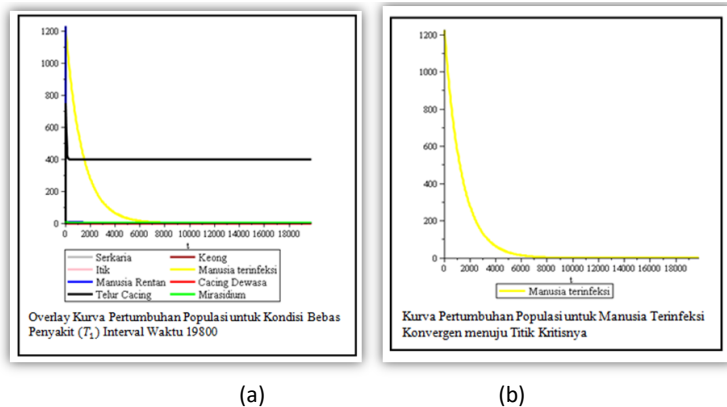 1200
1000
800
600
400
200
0
0 2000 4000 6000 8000 10000 12000 14000 16000 18000
t
Serkaria Keong
Itik Manusia terinfeksi
Manusia Rentan Cacing Dewasa
Telur Cacing Mirasidium
Overlay Kurva Pertumbuhan Populasi untuk Kondisi Bebas
Penyakit (T₁) Interval Waktu 19800
(a)
1200
1000
800
600
400
200
0
0 2000 4000 6000 8000 10000 12000 14000 16000 18000
t
Manusia terinfeksi
Kurva Pertumbuhan Populasi untuk Manusia Terinfeksi
Konvergen menuju Titik Kritisnya
(b)